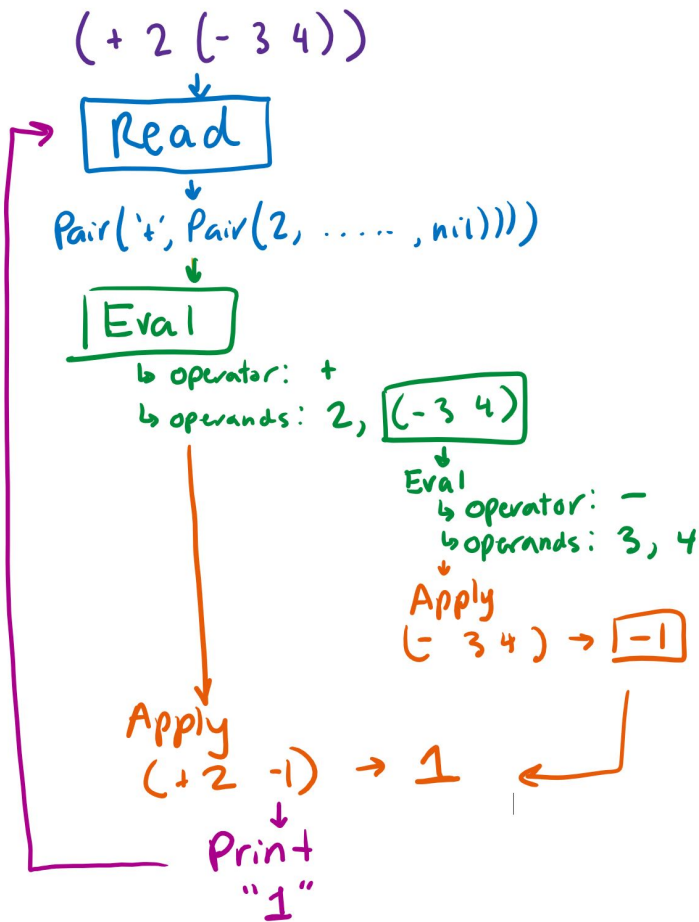 (+ 2 (- 3 4))
Read
Pair('+', Pair(2, ..... , nil))))
Eval
↳ operator: +
↳ operands: 2, (- 3 4)
Eval
↳ operator: -
↳ operands: 3, 4
Apply
(- 3 4) → -1
Apply
(+ 2 -1) → 1
Print
"1"